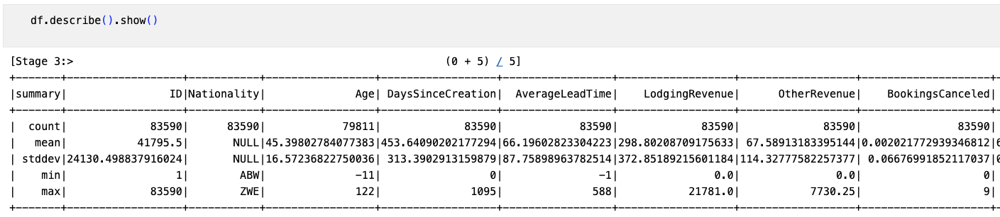 df.describe().show()
[Stage 3:>                                                          (0 + 5) / 5]
+-------+------------------+-----------+-----------------+-----------------+-----------------+------------------+------------------+--------------------+-
|summary|                ID|Nationality|              Age| DaysSinceCreation|  AverageLeadTime|    LodgingRevenue|      OtherRevenue|    BookingsCanceled|
+-------+------------------+-----------+-----------------+-----------------+-----------------+------------------+------------------+--------------------+-
|  count|             83590|      83590|            79811|             83590|            83590|             83590|             83590|               83590|
|   mean|           41795.5|       NULL|45.39802784077383|453.64090202177294|66.19602823304223|298.80208709175633| 67.58913183395144|0.002021772939346812|6
| stddev|24130.498837916024|       NULL|16.57236822750036| 313.3902913159879|87.75898963782514|372.85189215601184|114.32777582257377| 0.06676991852117037|0
|    min|                 1|        ABW|              -11|                 0|               -1|               0.0|               0.0|                   0|
|    max|             83590|        ZWE|              122|              1095|              588|           21781.0|           7730.25|                   9|
+-------+------------------+-----------+-----------------+-----------------+-----------------+------------------+------------------+--------------------+-